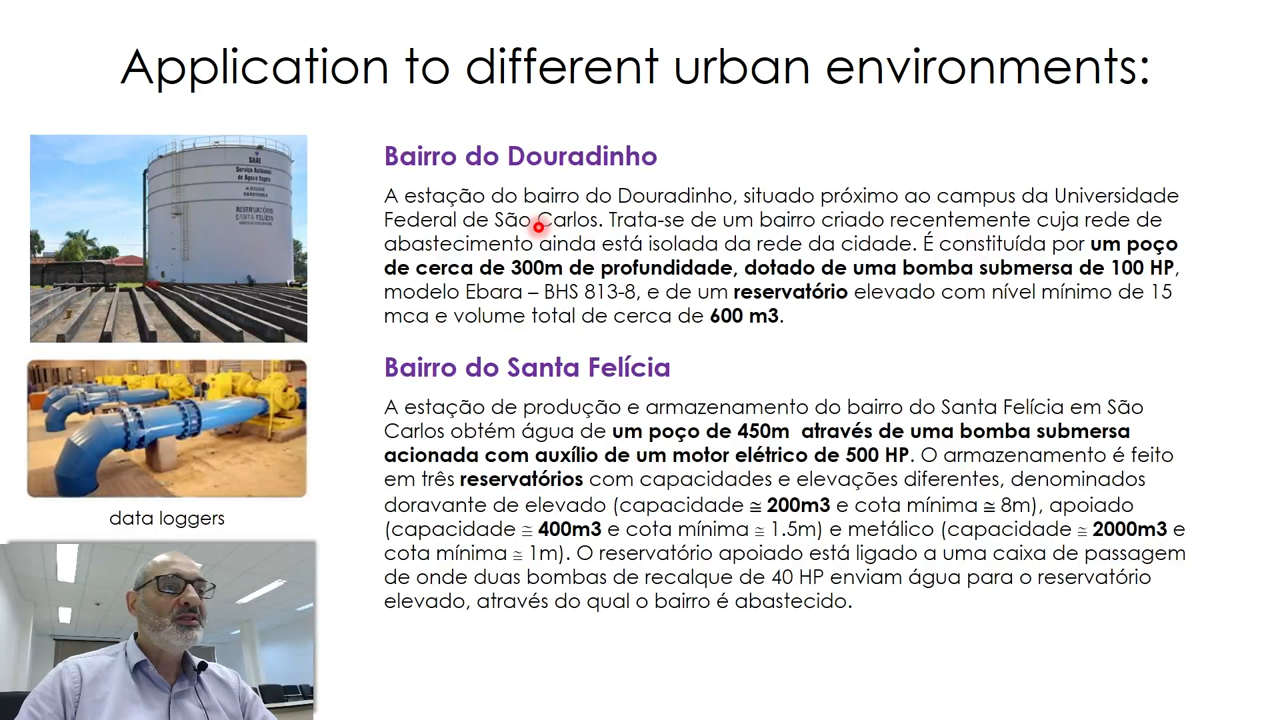 Application to different urban environments:
SAAE
Serviço Autônomo
de Água e Esgoto
RESERVATÓRIO
SANTA FELÍCIA
data loggers
Bairro do Douradinho
A estação do bairro do Douradinho, situado próximo ao campus da Universidade
Federal de São Carlos. Trata-se de um bairro criado recentemente cuja rede de
abastecimento ainda está isolada da rede da cidade. É constituída por um poço
de cerca de 300m de profundidade, dotado de uma bomba submersa de 100 HP,
modelo Ebara – BHS 813-8, e de um reservatório elevado com nível mínimo de 15
mca e volume total de cerca de 600 m3.
Bairro do Santa Felícia
A estação de produção e armazenamento do bairro do Santa Felícia em São
Carlos obtém água de um poço de 450m através de uma bomba submersa
acionada com auxílio de um motor elétrico de 500 HP. O armazenamento é feito
em três reservatórios com capacidades e elevações diferentes, denominados
doravante de elevado (capacidade ≅ 200m3 e cota mínima ≅ 8m), apoiado
(capacidade ≅ 400m3 e cota mínima ≅ 1.5m) e metálico (capacidade ≅ 2000m3 e
cota mínima ≅ 1m). O reservatório apoiado está ligado a uma caixa de passagem
de onde duas bombas de recalque de 40 HP enviam água para o reservatório
elevado, através do qual o bairro é abastecido.